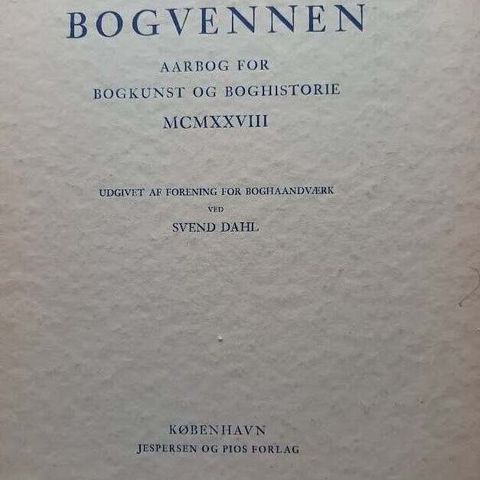 BOGVENNEN
AARBOG FOR
BOGKUNST OG BOGHISTORIE
MCMXXVIII
UDGIVET AF FORENING FOR BOGHAANDVÆRK
VED
SVEND DAHL
KØBENHAVN
JESPERSEN OG PIOS FORLAG